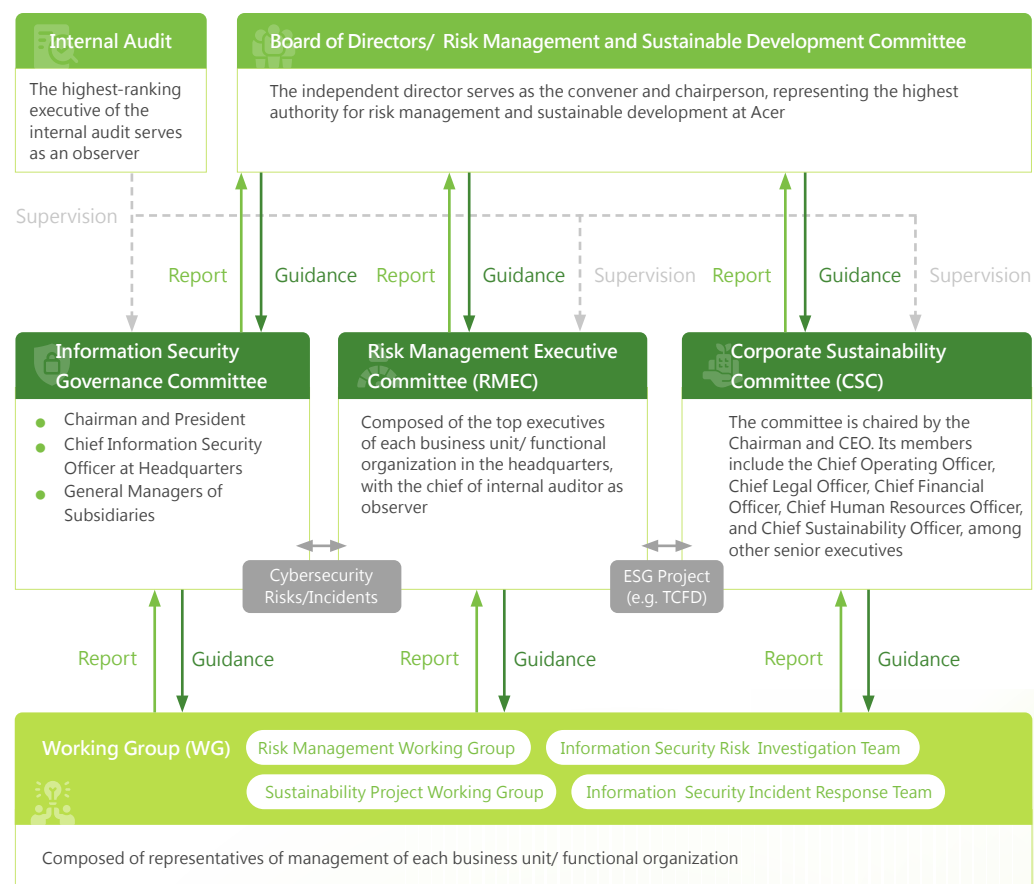 Internal Audit
The highest-ranking
executive of the
internal audit serves
as an observer
Board of Directors/ Risk Management and Sustainable Development Committee
The independent director serves as the convener and chairperson, representing the highest
authority for risk management and sustainable development at Acer
Supervision
Report
Guidance
Report
Guidance
Supervision
Report
Guidance
Supervision
Information Security
Governance Committee
● Chairman and President
● Chief Information Security
Officer at Headquarters
● General Managers of
Subsidiaries
Risk Management Executive
Committee (RMEC)
Composed of the top executives
of each business unit/ functional
organization in the headquarters,
with the chief of internal auditor as
observer
Corporate Sustainability
Committee (CSC)
The committee is chaired by the
Chairman and CEO. Its members
include the Chief Operating Officer,
Chief Legal Officer, Chief Financial
Officer, Chief Human Resources Officer,
and Chief Sustainability Officer, among
other senior executives
Cybersecurity
Risks/Incidents
ESG Project
(e.g. TCFD)
Report
Guidance
Report
Guidance
Report
Guidance
Working Group (WG)
Risk Management Working Group
Information Security Risk Investigation Team
Sustainability Project Working Group
Information Security Incident Response Team
Composed of representatives of management of each business unit/ functional organization